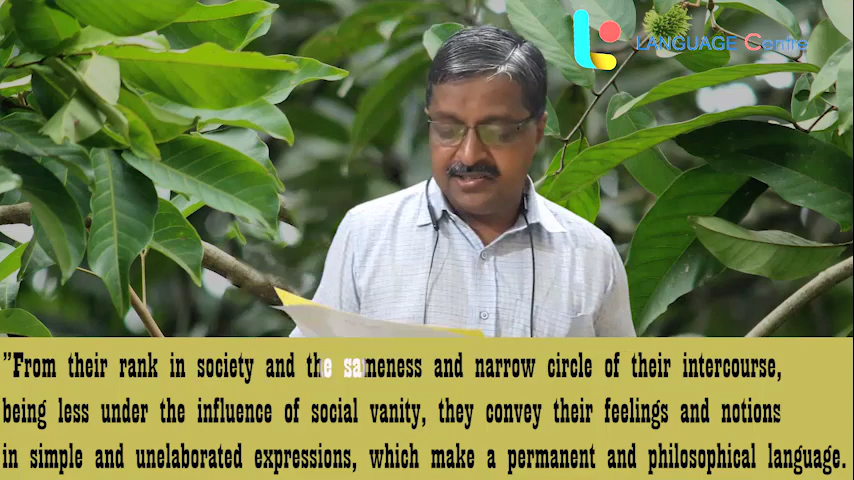 LANGUAGE Centre
"From their rank in society and the sameness and narrow circle of their intercourse,
being less under the influence of social vanity, they convey their feelings and notions
in simple and unelaborated expressions, which make a permanent and philosophical language.